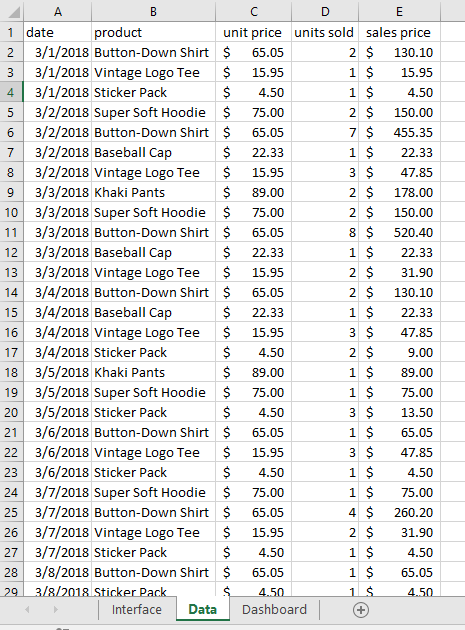 A B C D E
1 date product unit price units sold sales price
2 3/1/2018 Button-Down Shirt $ 65.05 2 $ 130.10
3 3/1/2018 Vintage Logo Tee $ 15.95 1 $ 15.95
4 3/1/2018 Sticker Pack $ 4.50 1 $ 4.50
5 3/2/2018 Super Soft Hoodie $ 75.00 2 $ 150.00
6 3/2/2018 Button-Down Shirt $ 65.05 7 $ 455.35
7 3/2/2018 Baseball Cap $ 22.33 1 $ 22.33
8 3/2/2018 Vintage Logo Tee $ 15.95 3 $ 47.85
9 3/3/2018 Khaki Pants $ 89.00 2 $ 178.00
10 3/3/2018 Super Soft Hoodie $ 75.00 2 $ 150.00
11 3/3/2018 Button-Down Shirt $ 65.05 8 $ 520.40
12 3/3/2018 Baseball Cap $ 22.33 1 $ 22.33
13 3/3/2018 Vintage Logo Tee $ 15.95 2 $ 31.90
14 3/4/2018 Button-Down Shirt $ 65.05 2 $ 130.10
15 3/4/2018 Baseball Cap $ 22.33 1 $ 22.33
16 3/4/2018 Vintage Logo Tee $ 15.95 3 $ 47.85
17 3/4/2018 Sticker Pack $ 4.50 2 $ 9.00
18 3/5/2018 Khaki Pants $ 89.00 1 $ 89.00
19 3/5/2018 Super Soft Hoodie $ 75.00 1 $ 75.00
20 3/5/2018 Sticker Pack $ 4.50 3 $ 13.50
21 3/6/2018 Button-Down Shirt $ 65.05 1 $ 65.05
22 3/6/2018 Vintage Logo Tee $ 15.95 3 $ 47.85
23 3/6/2018 Sticker Pack $ 4.50 1 $ 4.50
24 3/7/2018 Super Soft Hoodie $ 75.00 1 $ 75.00
25 3/7/2018 Button-Down Shirt $ 65.05 4 $ 260.20
26 3/7/2018 Vintage Logo Tee $ 15.95 2 $ 31.90
27 3/7/2018 Sticker Pack $ 4.50 1 $ 4.50
28 3/8/2018 Button-Down Shirt $ 65.05 1 $ 65.05
29 3/8/2018 Sticker Pack $ 4.50 1 $ 4.50
Interface Data Dashboard